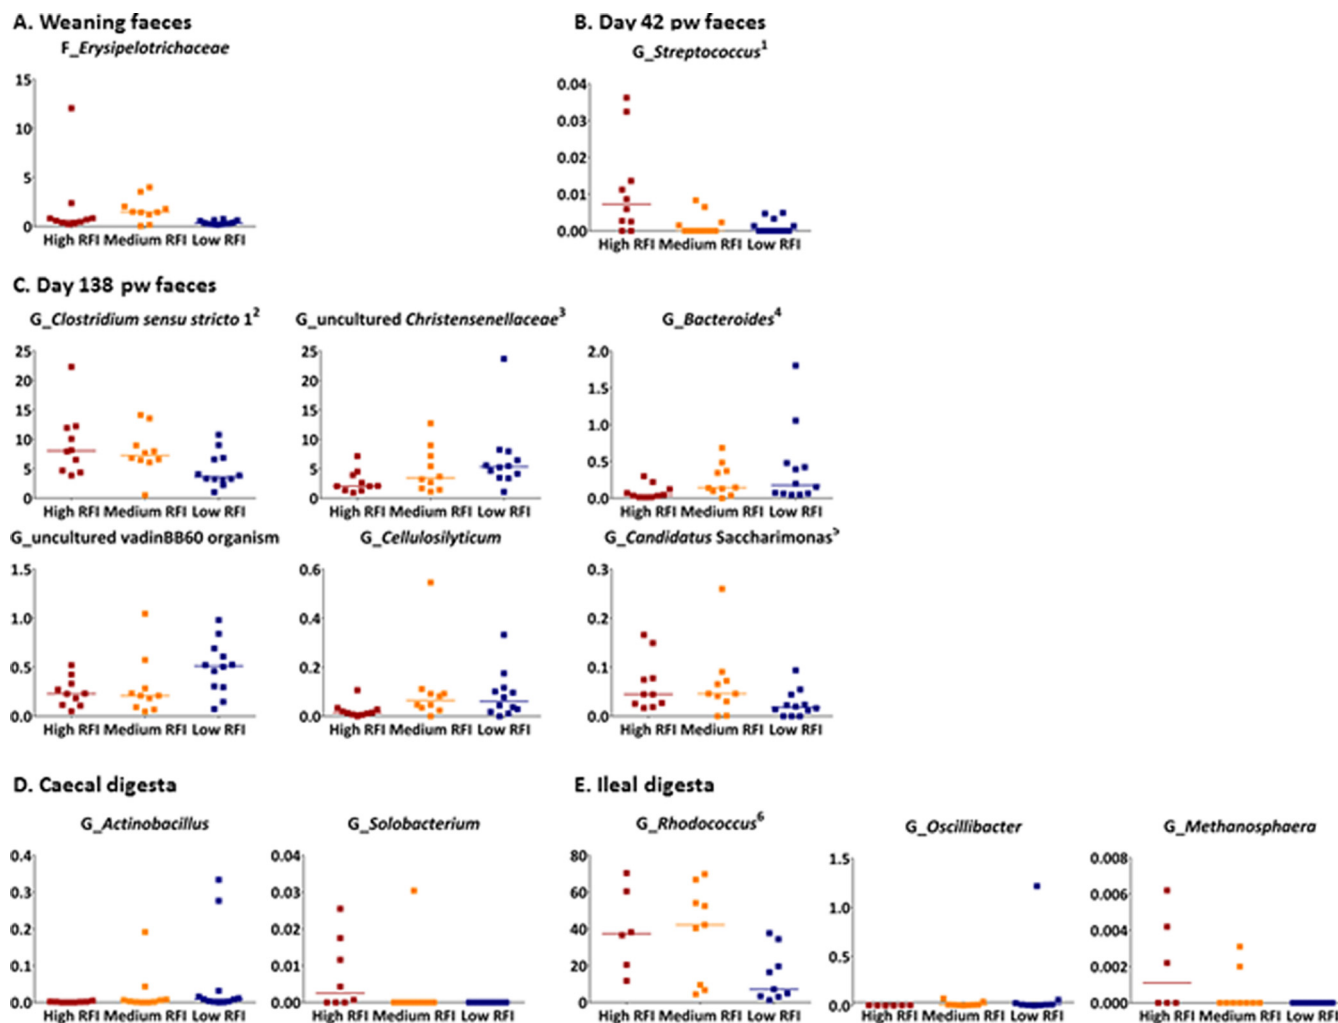 A. Weaning faeces
F_Erysipelotrichaceae
15
10
5
0
High RFI Medium RFI Low RFI
B. Day 42 pw faeces
G_Streptococcus1
0.04
0.03
0.02
0.01
0.00
High RFI Medium RFI Low RFI
C. Day 138 pw faeces
G_Clostridium sensu stricto 1²
25
20
15
10
5
0
High RFI Medium RFI Low RFI
G_uncultured Christensenellaceae³
25
20
15
10
5
0
High RFI Medium RFI Low RFI
G_Bacteroides⁴
2.0
1.5
1.0
0.5
0.0
High RFI Medium RFI Low RFI
G_uncultured vadinBB60 organism
1.5
1.0
0.5
0.0
High RFI Medium RFI Low RFI
G_Cellulosilyticum
0.6
0.4
0.2
0.0
High RFI Medium RFI Low RFI
G_Candidatus Saccharimonas⁵
0.3
0.2
0.1
0.0
High RFI Medium RFI Low RFI
D. Caecal digesta
G_Actinobacillus
0.4
0.3
0.2
0.1
0.0
High RFI Medium RFI Low RFI
G_Solobacterium
0.04
0.03
0.02
0.01
0.00
High RFI Medium RFI Low RFI
E. Ileal digesta
G_Rhodococcus⁶
80
60
40
20
0
High RFI Medium RFI Low RFI
G_Oscillibacter
1.5
1.0
0.5
0.0
High RFI Medium RFI Low RFI
G_Methanosphaera
0.008
0.006
0.004
0.002
0.000
High RFI Medium RFI Low RFI